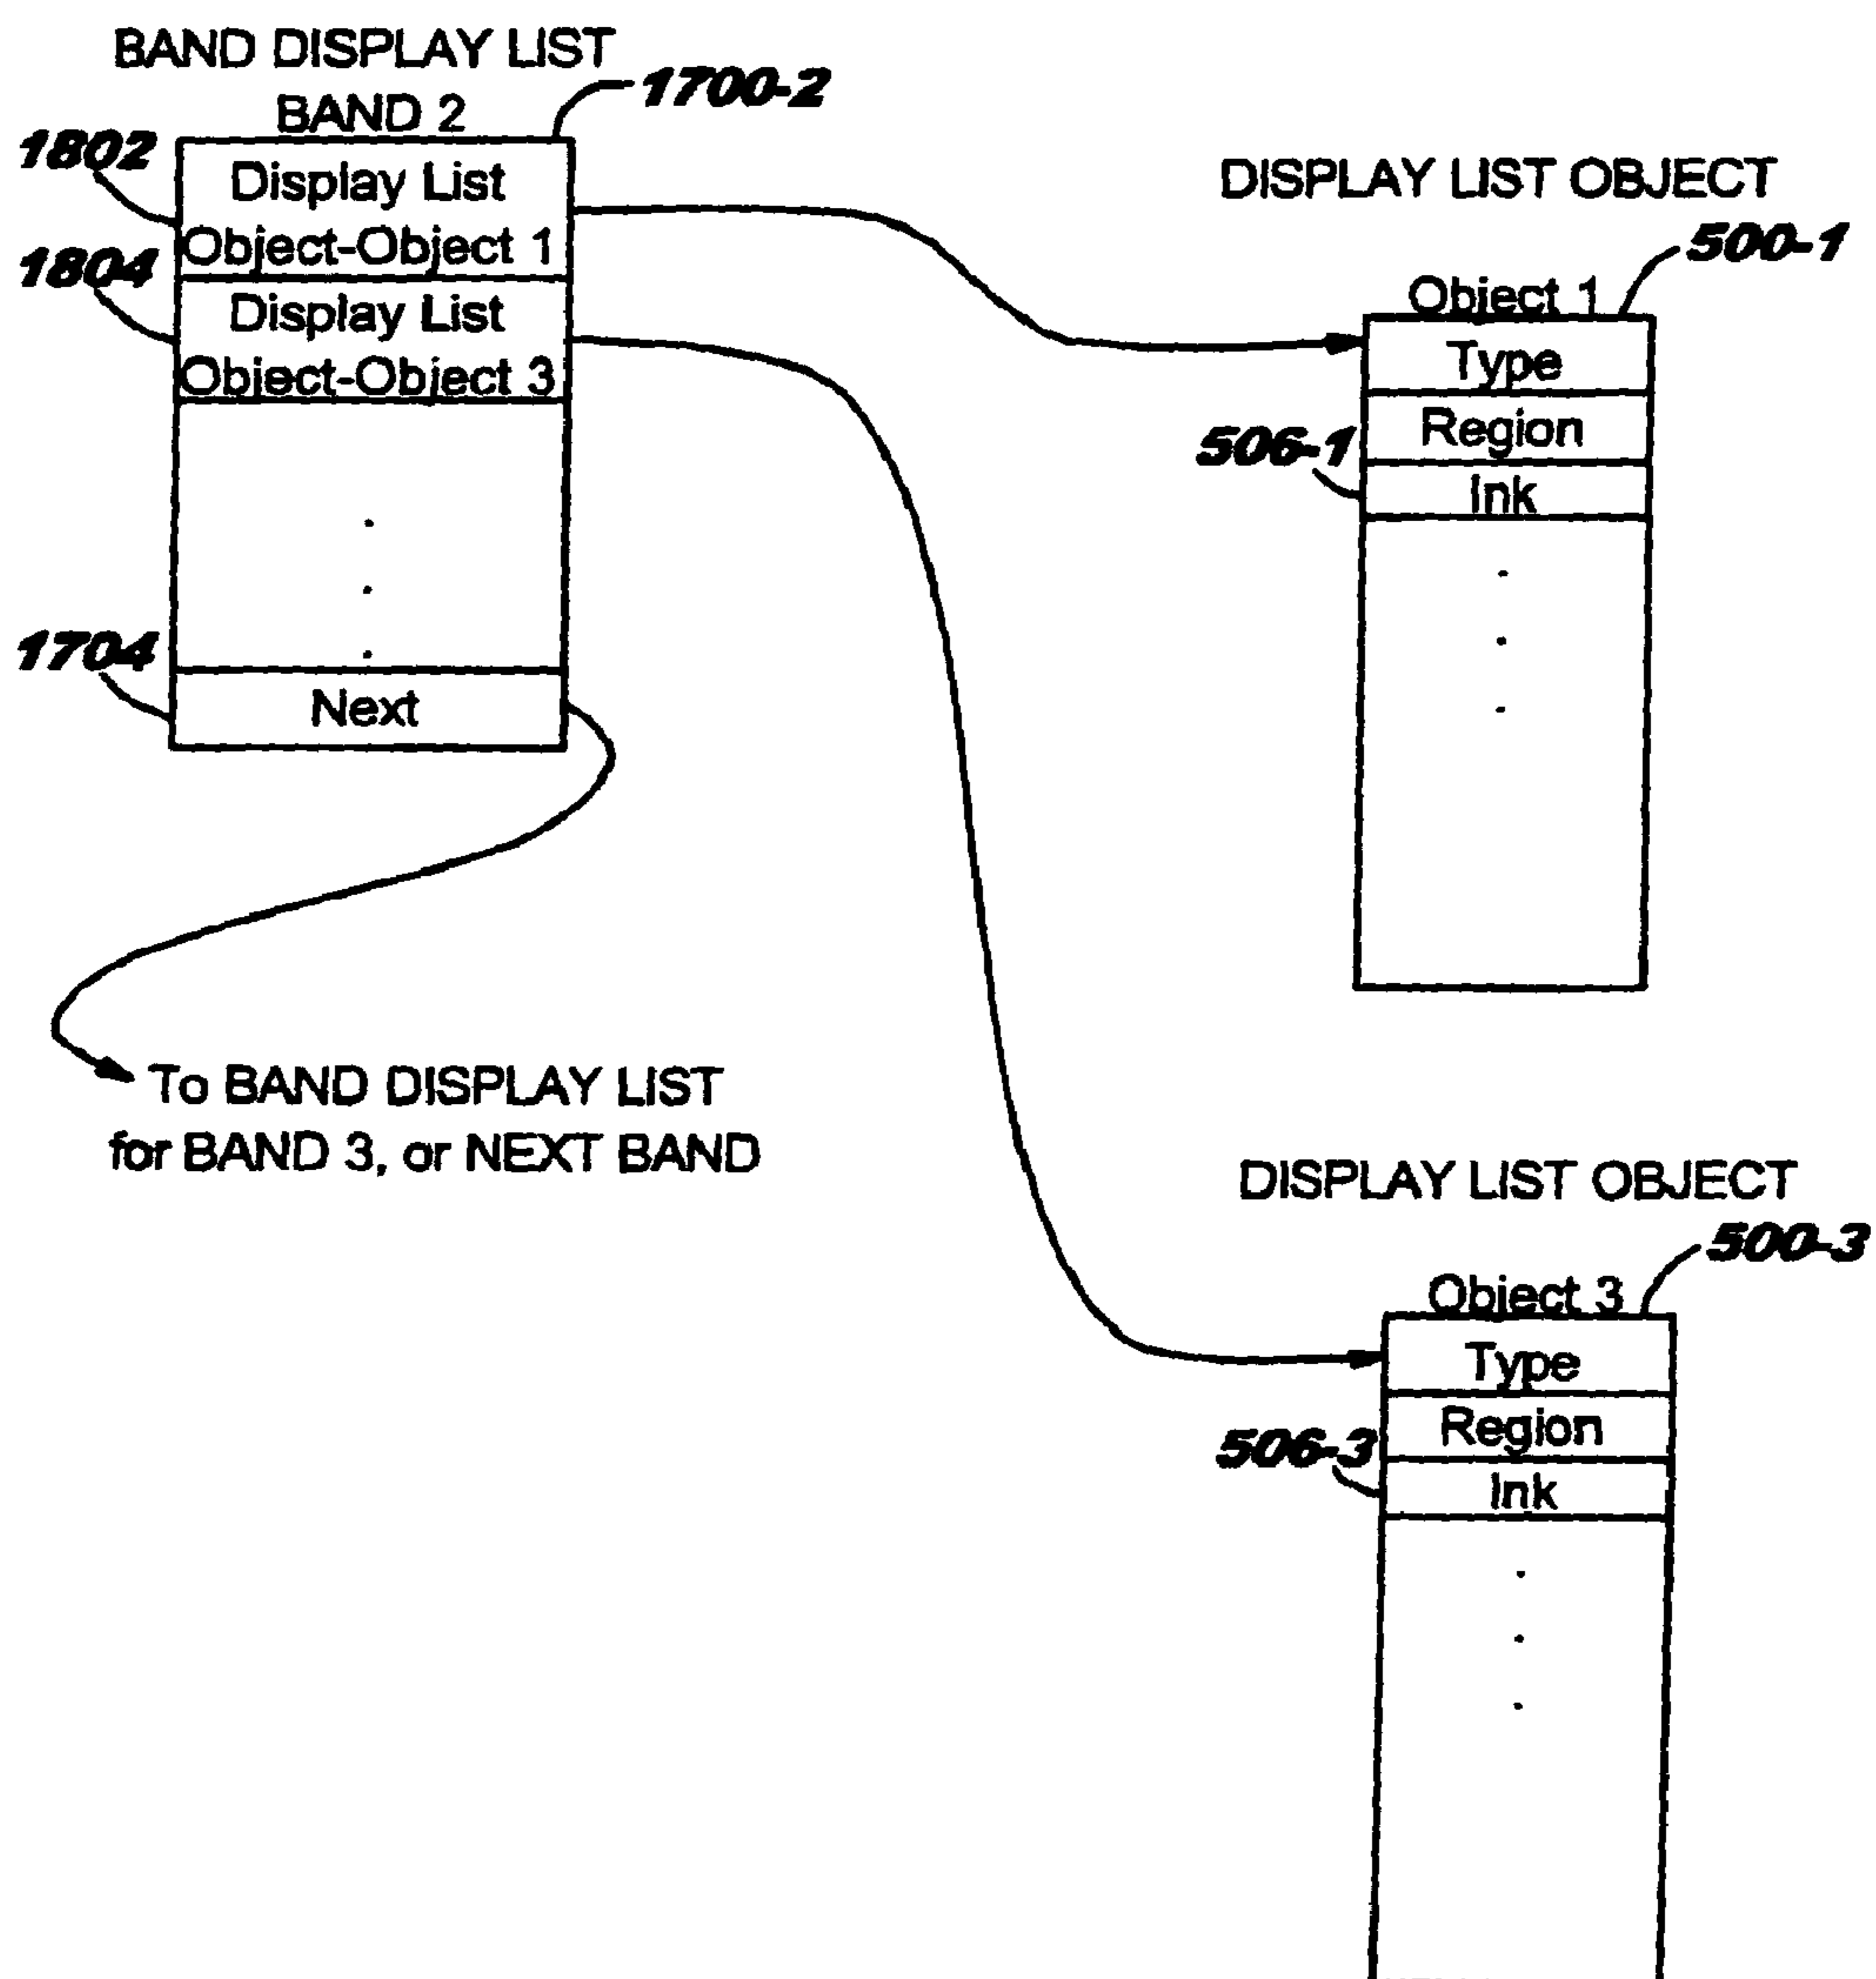 BAND DISPLAY LIST
BAND 2
1700-2
1802
Display List
Object-Object 1
1804
Display List
Object-Object 3
.
.
.
1704
Next
To BAND DISPLAY LIST
for BAND 3, or NEXT BAND
DISPLAY LIST OBJECT
500-1
Object 1
Type
Region
506-1
Ink
.
.
.
DISPLAY LIST OBJECT
500-3
Object 3
Type
Region
506-3
Ink
.
.
.